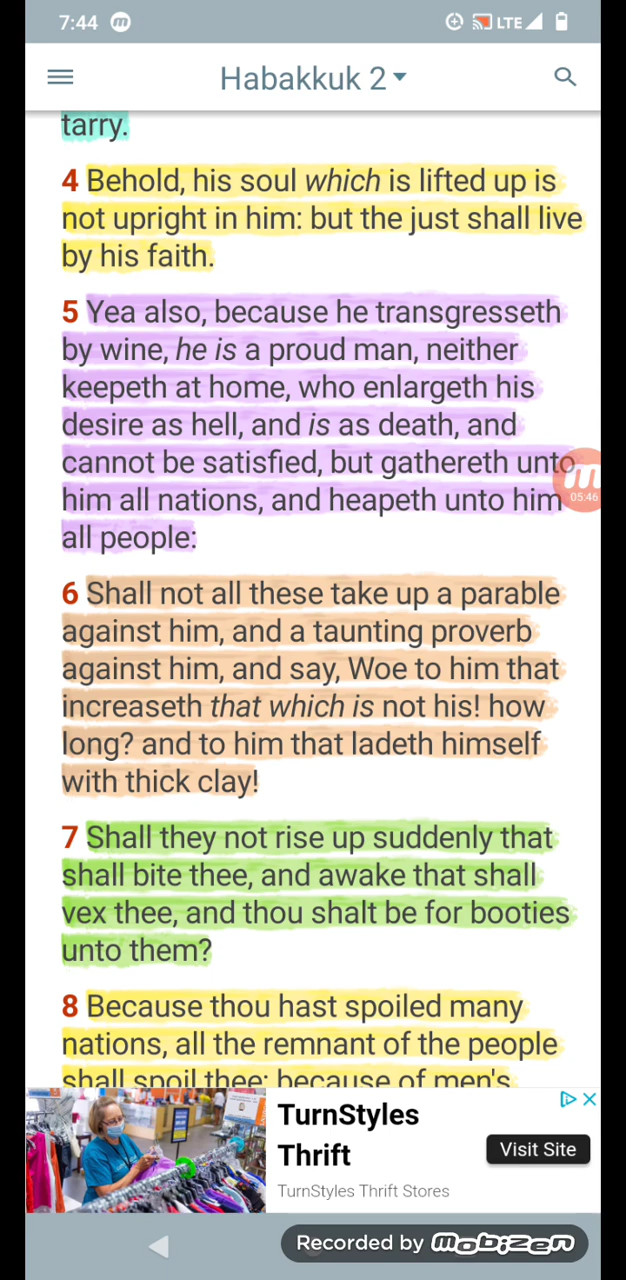 7:44 m LTE
Habakkuk 2
tarry.
4 Behold, his soul which is lifted up is
not upright in him: but the just shall live
by his faith.
5 Yea also, because he transgresseth
by wine, he is a proud man, neither
keepeth at home, who enlargeth his
desire as hell, and is as death, and
cannot be satisfied, but gathereth unto
him all nations, and heapeth unto him
all people:
m
05:46
6 Shall not all these take up a parable
against him, and a taunting proverb
against him, and say, Woe to him that
increaseth that which is not his! how
long? and to him that ladeth himself
with thick clay!
7 Shall they not rise up suddenly that
shall bite thee, and awake that shall
vex thee, and thou shalt be for booties
unto them?
8 Because thou hast spoiled many
nations, all the remnant of the people
shall spoil thee; because of men's
TurnStyles
Thrift
Visit Site
TurnStyles Thrift Stores
Recorded by mobizen